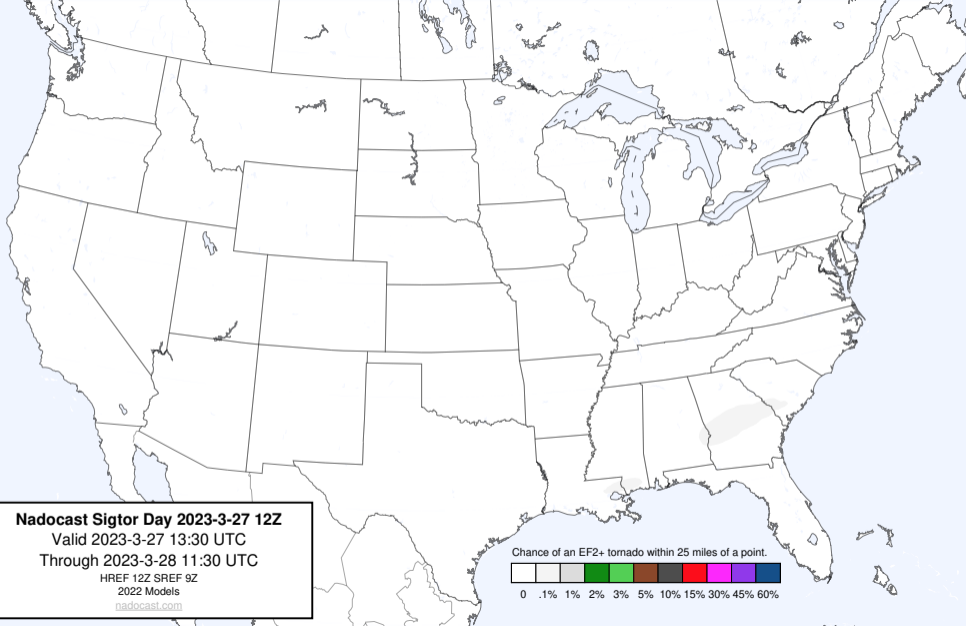 Nadocast Sigtor Day 2023-3-27 12Z
Valid 2023-3-27 13:30 UTC
Through 2023-3-28 11:30 UTC
HREF 12Z SREF 9Z
2022 Models
nadocast.com
Chance of an EF2+ tornado within 25 miles of a point.
0 .1% 1% 2% 3% 5% 10% 15% 30% 45% 60%